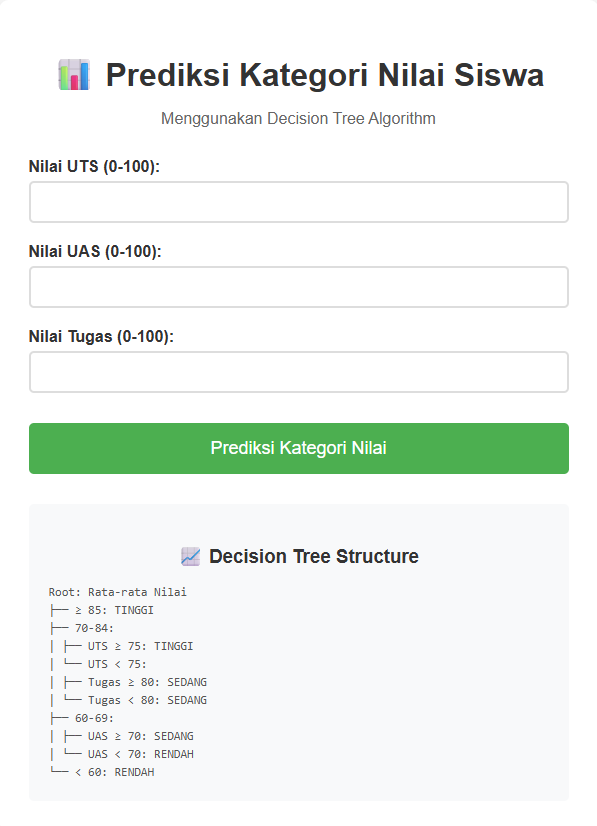 📊 Prediksi Kategori Nilai Siswa
Menggunakan Decision Tree Algorithm
Nilai UTS (0-100):
Nilai UAS (0-100):
Nilai Tugas (0-100):
Prediksi Kategori Nilai
📈 Decision Tree Structure
Root: Rata-rata Nilai
├── ≥ 85: TINGGI
├── 70-84:
│ ├── UTS ≥ 75: TINGGI
│ └── UTS < 75:
│ ├── Tugas ≥ 80: SEDANG
│ └── Tugas < 80: SEDANG
├── 60-69:
│ ├── UAS ≥ 70: SEDANG
│ └── UAS < 70: RENDAH
└── < 60: RENDAH